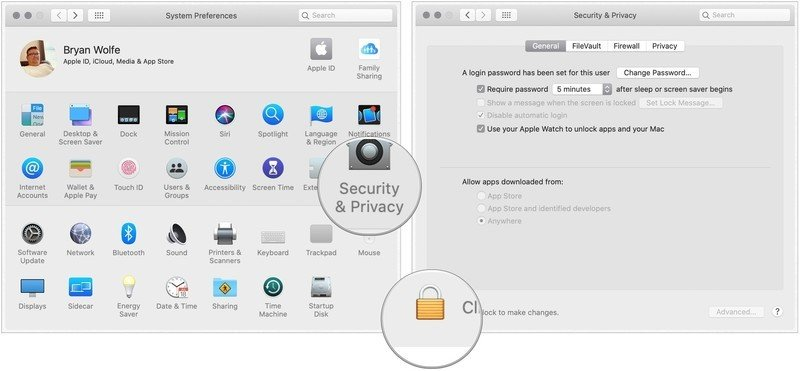 System Preferences
Search
Bryan Wolfe
Apple ID, iCloud, Media & App Store
Apple ID
Family
Sharing
General
Desktop &
Screen Saver
Dock
Mission
Control
Siri
Spotlight
Language
& Region
Notifications
Internet
Accounts
Wallet &
Apple Pay
Touch ID
Users &
Groups
Accessibility
Screen Time
Exte
Security
& Privacy
Software
Update
Network
Bluetooth
Sound
Printers &
Scanners
Keyboard
Trackpad
Mouse
Displays
Sidecar
Energy
Saver
Date & Time
Sharing
Time
Machine
Startup
Disk
Security & Privacy
Search
General FileVault Firewall Privacy
A login password has been set for this user Change Password...
Require password 5 minutes after sleep or screen saver begins
Show a message when the screen is locked Set Lock Message...
Disable automatic login
Use your Apple Watch to unlock apps and your Mac
Allow apps downloaded from:
App Store
App Store and identified developers
Anywhere
Cl lock to make changes.
Advanced...
?